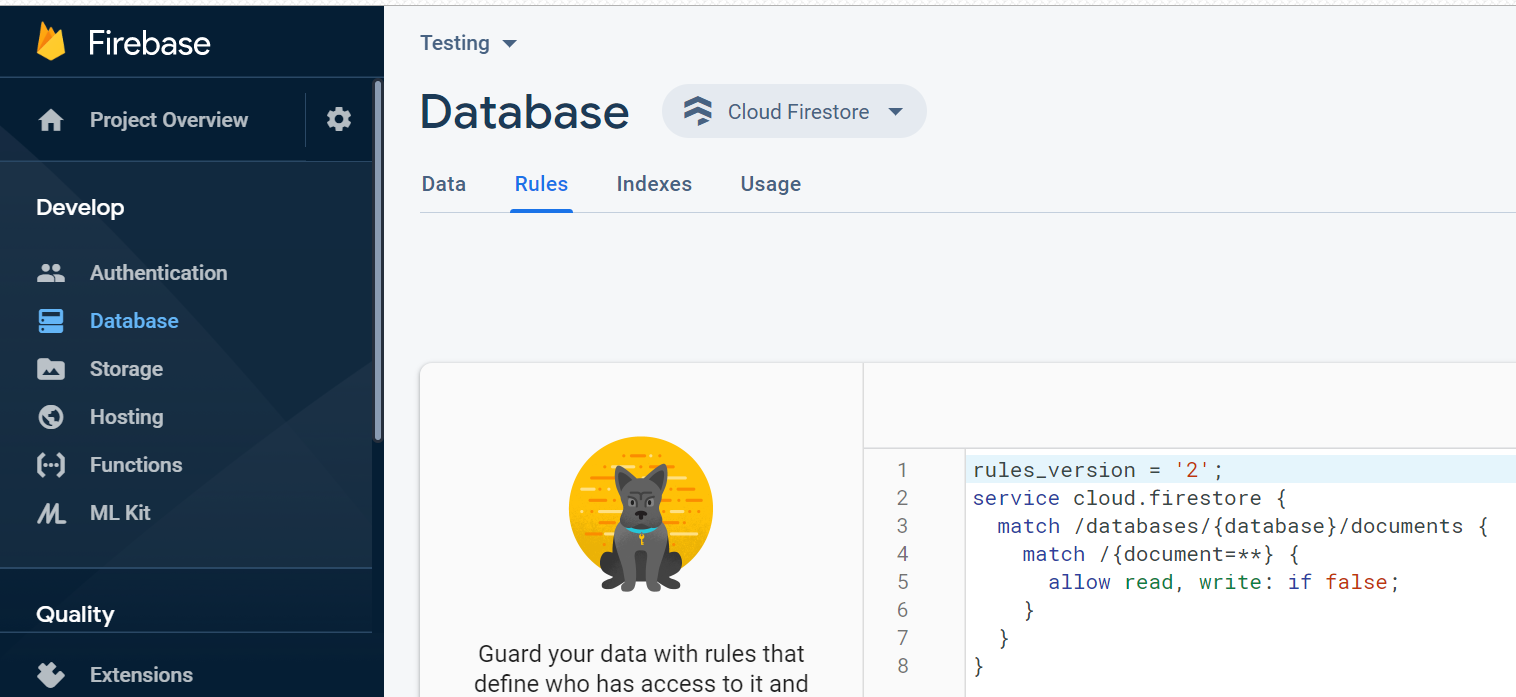 Firebase
Project Overview
Develop
Authentication
Database
Storage
Hosting
Functions
ML Kit
Quality
Extensions
Testing
Database
Cloud Firestore
Data Rules Indexes Usage
Guard your data with rules that
define who has access to it and
1 rules_version = '2';
2 service cloud.firestore {
3   match /databases/{database}/documents {
4     match /{document=**} {
5       allow read, write: if false;
6     }
7   }
8 }